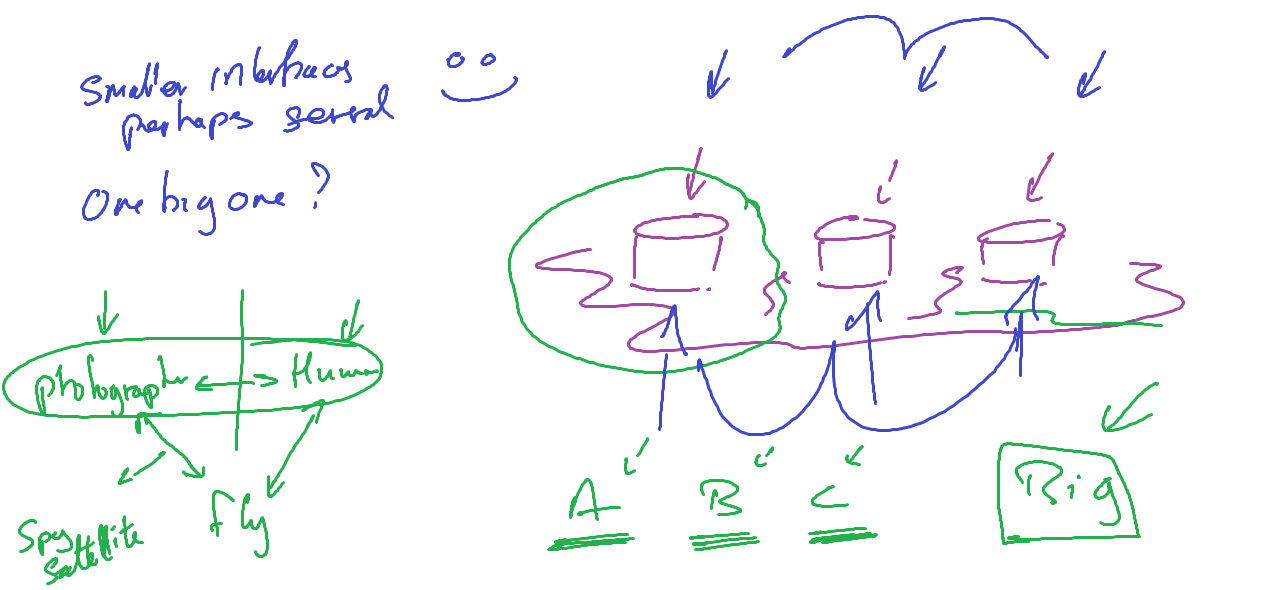 Smaller interfaces
perhaps several
One big one?
photographer Human
fly
Spy
Satellite
A B C
Big